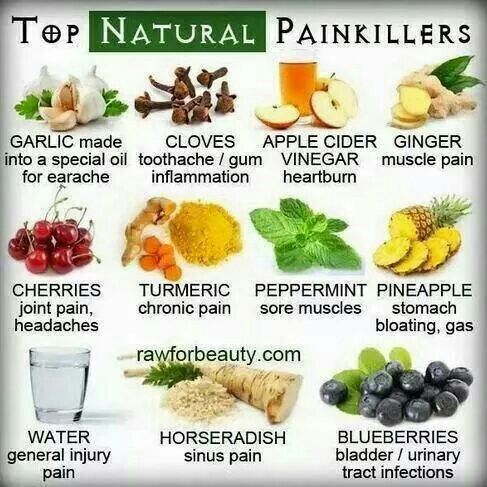 TOP NATURAL PAINKILLERS
GARLIC made
into a special oil
for earache
CLOVES
toothache / gum
inflammation
APPLE CIDER
VINEGAR
heartburn
GINGER
muscle pain
CHERRIES
joint pain,
headaches
TURMERIC
chronic pain
PEPPERMINT
sore muscles
PINEAPPLE
stomach
bloating, gas
rawforbeauty.com
WATER
general injury
pain
HORSERADISH
sinus pain
BLUEBERRIES
bladder / urinary
tract infections